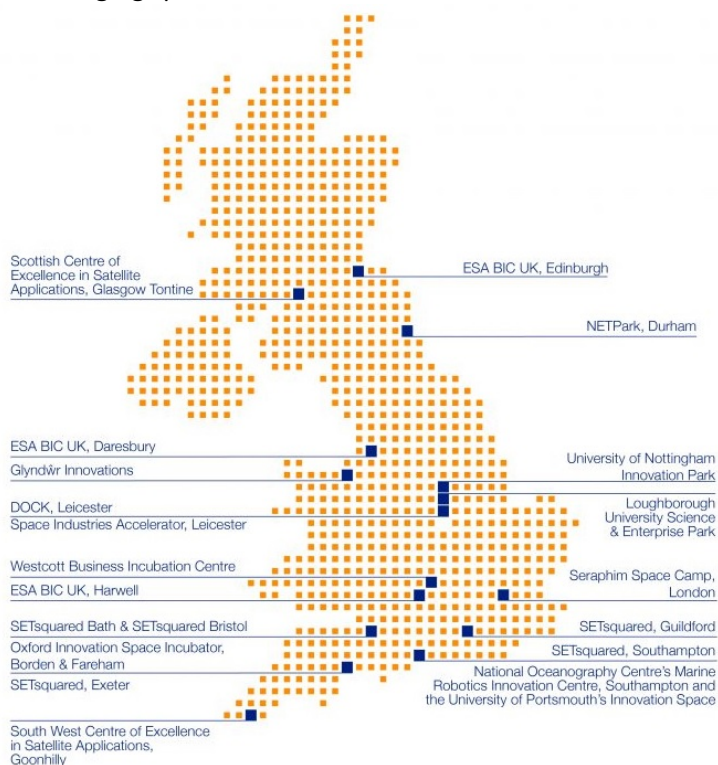 Scottish Centre of
Excellence in Satellite
Applications, Glasgow Tontine
ESA BIC UK, Edinburgh
NETPark, Durham
ESA BIC UK, Daresbury
Glyndŵr Innovations
University of Nottingham
Innovation Park
DOCK, Leicester
Space Industries Accelerator, Leicester
Loughborough
University Science
& Enterprise Park
Westcott Business Incubation Centre
ESA BIC UK, Harwell
Seraphim Space Camp,
London
SETsquared Bath & SETsquared Bristol
SETsquared, Guildford
Oxford Innovation Space Incubator,
Borden & Fareham
SETsquared, Southampton
SETsquared, Exeter
National Oceanography Centre's Marine
Robotics Innovation Centre, Southampton and
the University of Portsmouth's Innovation Space
South West Centre of Excellence
in Satellite Applications,
Goonhilly